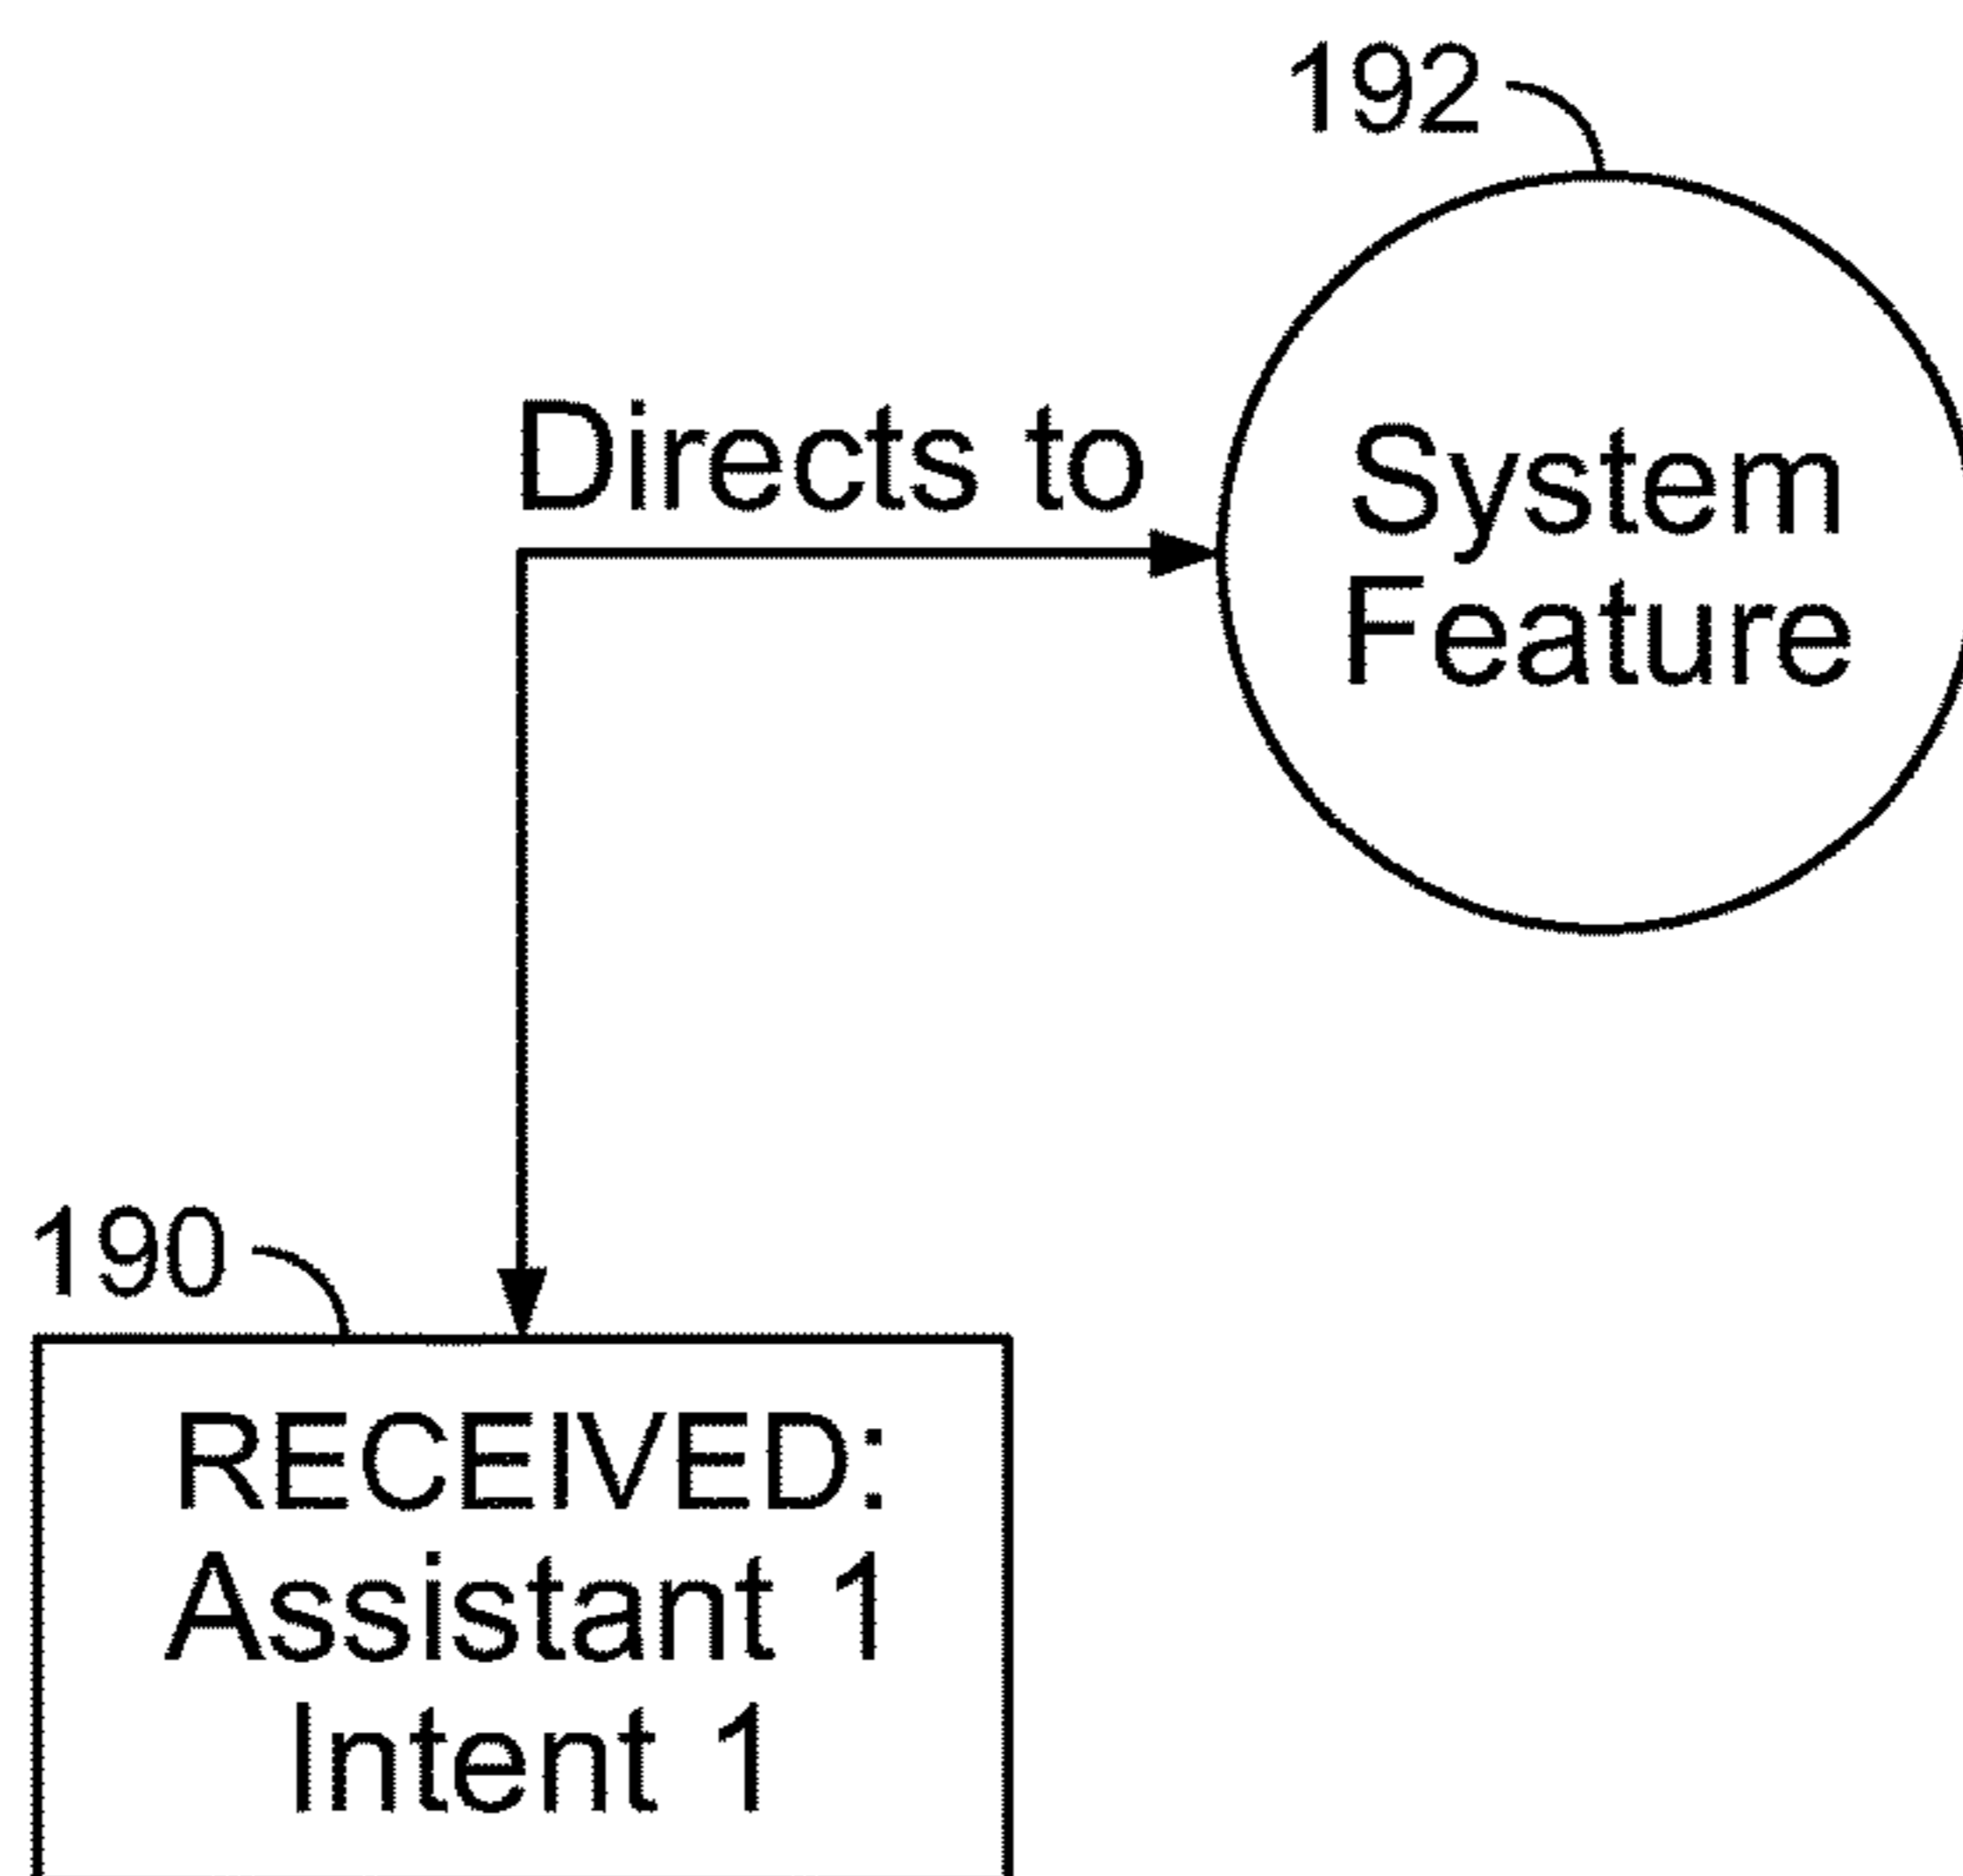 192
Directs to
System
Feature
190
RECEIVED:
Assistant 1
Intent 1